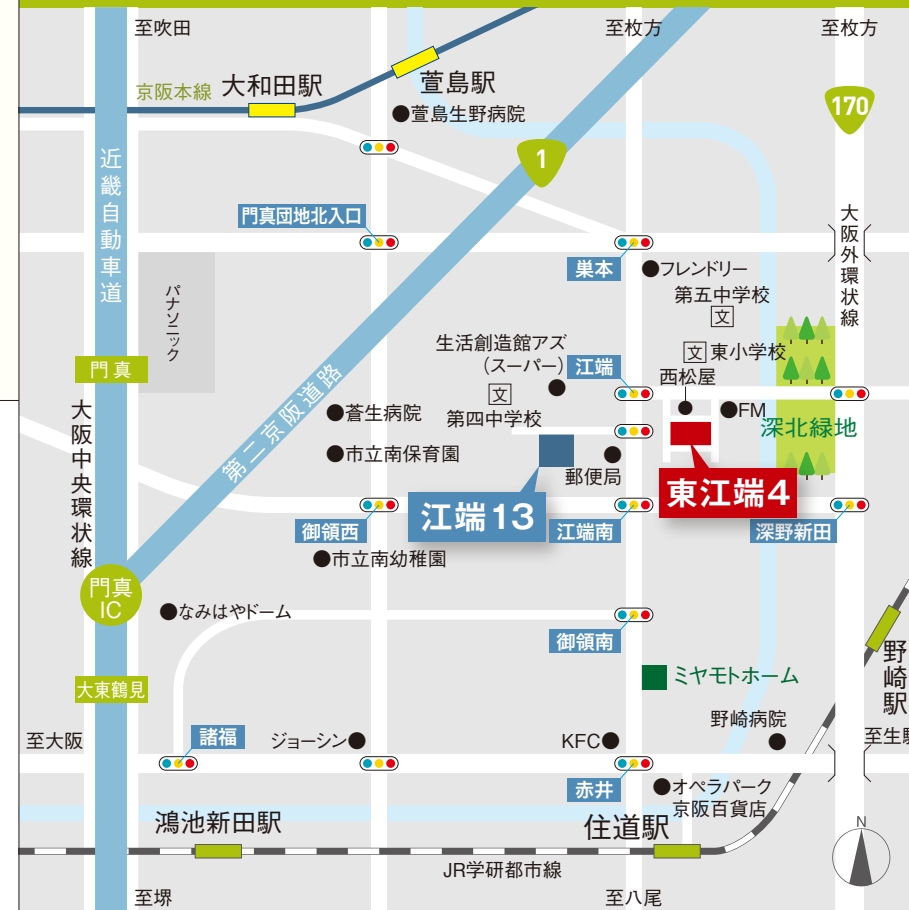 至吹田
至枚方
至枚方
京阪本線
大和田駅
萱島駅
萱島生野病院
170
1
近畿自動車道
門真団地北入口
巣本
大阪外環状線
フレンドリー
第五中学校
文
パナソニック
生活創造館アズ
(スーパー)
江端
文
東小学校
西松屋
門真
文
第四中学校
FM
深北緑地
第二京阪道路
蒼生病院
市立南保育園
大阪中央環状線
郵便局
東江端4
江端13
御領西
江端南
深野新田
市立南幼稚園
門真
IC
なみはやドーム
御領南
ミヤモトホーム
野崎駅
大東鶴見
野崎病院
至大阪
諸福
ジョーシン
KFC
至生
赤井
オペラパーク
京阪百貨店
鴻池新田駅
住道駅
N
JR学研都市線
至堺
至八尾